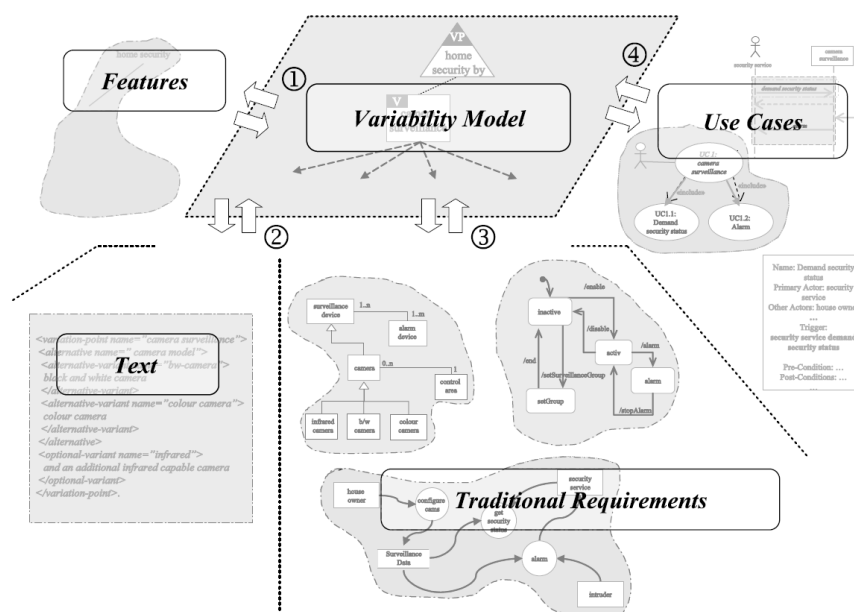 home security
Features
①
VP
home
security by
V
surveillance
Variability Model
④
security service
camera
surveillance
demand security status
Use Cases
UC1:
camera
surveillance
«include»
«include»
UC1.1:
Demand
security status
UC1.2:
Alarm
②
③
Name: Demand security
status
Primary Actor: security
service
Other Actors: house owner
…
Trigger:
security service demand
security status
Pre-Condition: …
Post-Conditions: …
<variation-point name="camera surveillance">
<alternative name=" camera model">
<alternative-variant name="bw-camera">
black and white camera
</alternative-variant>
<alternative-variant name="colour camera">
colour camera
</alternative-variant>
</alternative>
<optional-variant name="infrared">
and an additional infrared capable camera
</optional-variant>
</variation-point>.
Text
surveillance
device
1..n
1..m
alarm
device
camera
0..n
1
control
area
infrared
camera
b/w
camera
colour
camera
/enable
inactive
/disable
activ
/alarm
/end
/setSurveillanceGroup
alarm
setGroup
/stopAlarm
Traditional Requirements
house
owner
configure
cams
security
service
get
security
status
Surveillance
Data
alarm
intruder